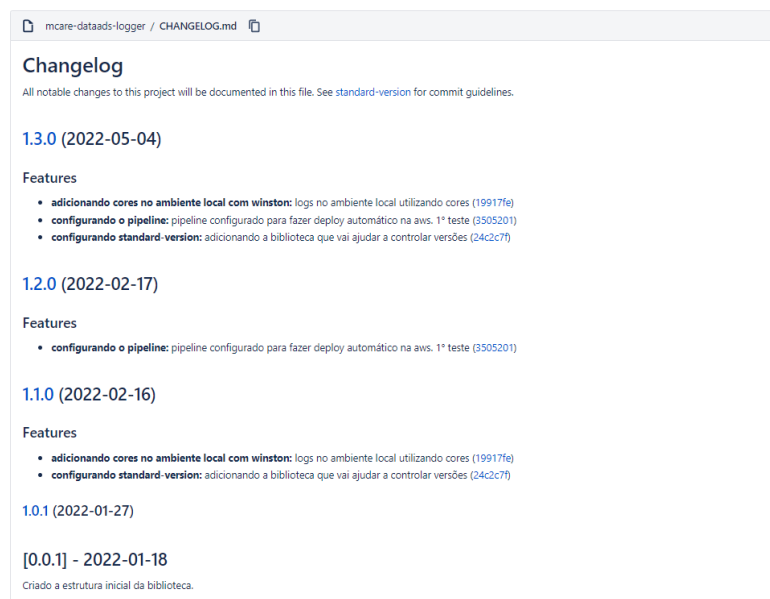 mcare-dataads-logger / CHANGELOG.md
Changelog
All notable changes to this project will be documented in this file. See standard-version for commit guidelines.
1.3.0 (2022-05-04)
Features
adicionando cores no ambiente local com winston: logs no ambiente local utilizando cores (19917fe)
configurando o pipeline: pipeline configurado para fazer deploy automático na aws. 1° teste (3505201)
configurando standard-version: adicionando a biblioteca que vai ajudar a controlar versões (24c2c7f)
1.2.0 (2022-02-17)
Features
configurando o pipeline: pipeline configurado para fazer deploy automático na aws. 1° teste (3505201)
1.1.0 (2022-02-16)
Features
adicionando cores no ambiente local com winston: logs no ambiente local utilizando cores (19917fe)
configurando standard-version: adicionando a biblioteca que vai ajudar a controlar versões (24c2c7f)
1.0.1 (2022-01-27)
[0.0.1] - 2022-01-18
Criado a estrutura inicial da biblioteca.